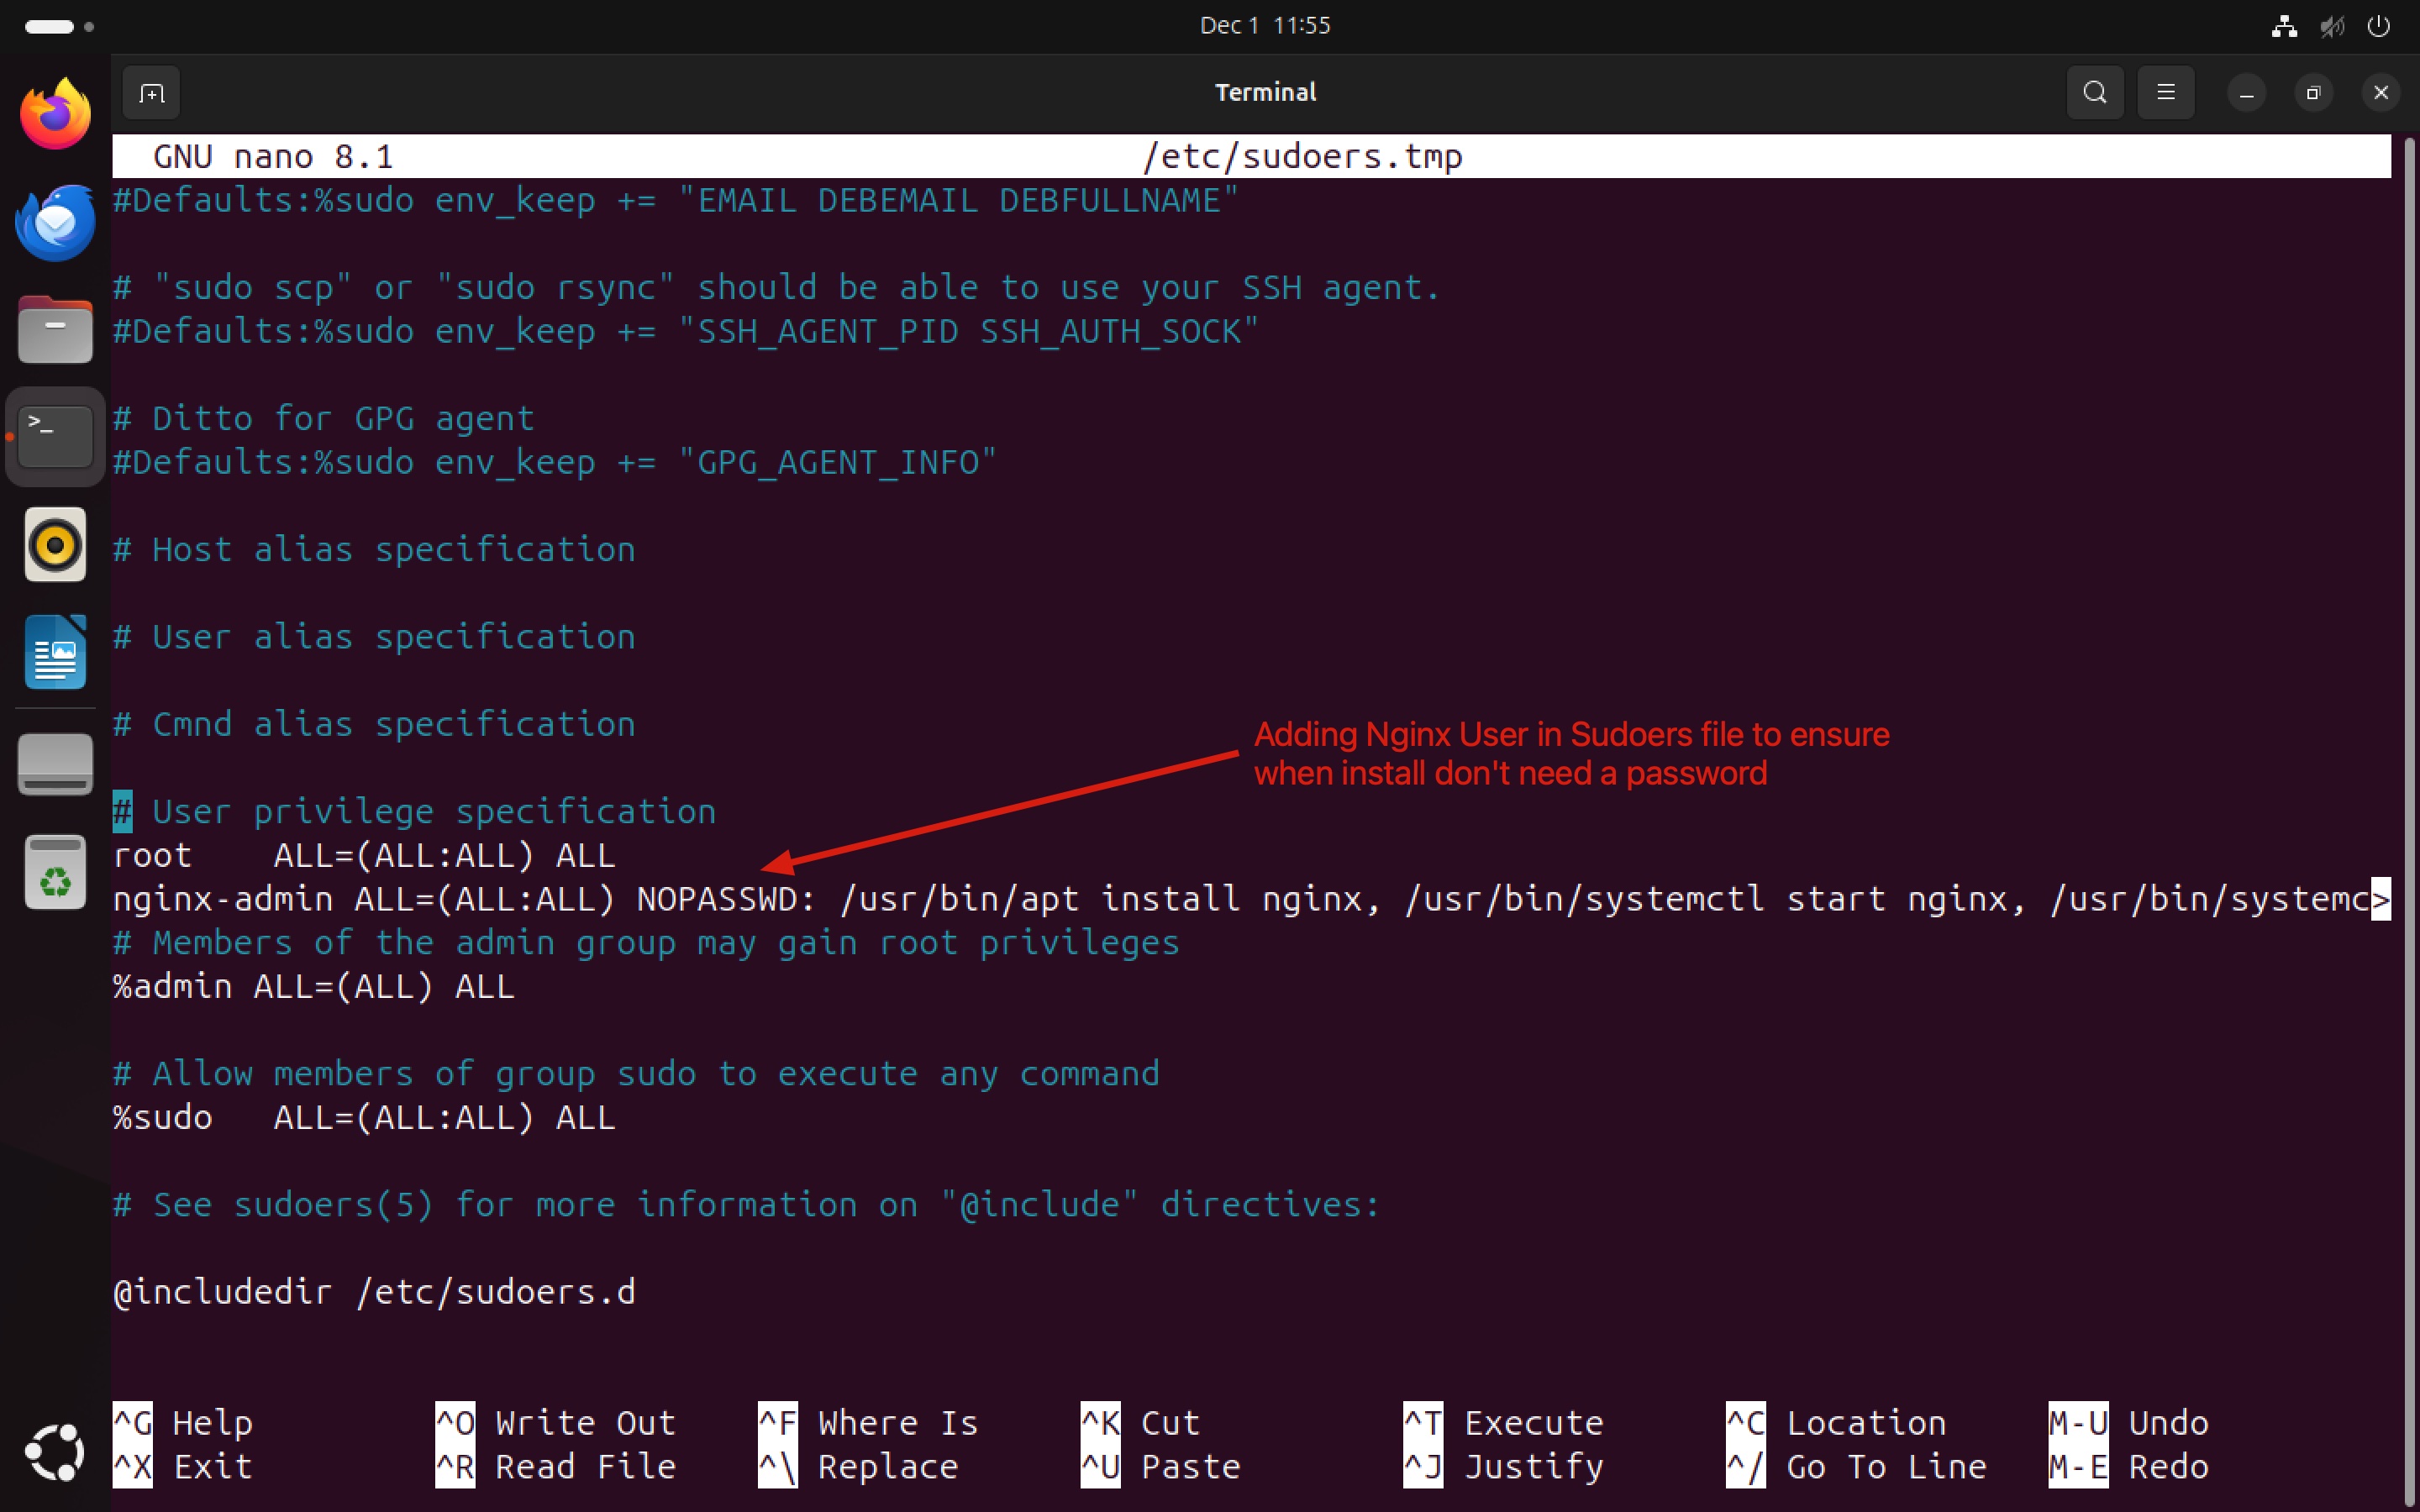 Dec 1 11:55
Terminal
GNU nano 8.1 /etc/sudoers.tmp
#Defaults:%sudo env_keep += "EMAIL DEBEMAIL DEBFULLNAME"
# "sudo scp" or "sudo rsync" should be able to use your SSH agent.
#Defaults:%sudo env_keep += "SSH_AGENT_PID SSH_AUTH_SOCK"
# Ditto for GPG agent
#Defaults:%sudo env_keep += "GPG_AGENT_INFO"
# Host alias specification
# User alias specification
# Cmnd alias specification
Adding Nginx User in Sudoers file to ensure
when install don't need a password
# User privilege specification
root ALL=(ALL:ALL) ALL
nginx-admin ALL=(ALL:ALL) NOPASSWD: /usr/bin/apt install nginx, /usr/bin/systemctl start nginx, /usr/bin/systemc>
# Members of the admin group may gain root privileges
%admin ALL=(ALL) ALL
# Allow members of group sudo to execute any command
%sudo ALL=(ALL:ALL) ALL
# See sudoers(5) for more information on "@include" directives:
@includedir /etc/sudoers.d
^G Help ^O Write Out ^F Where Is ^K Cut ^T Execute ^C Location M-U Undo
^X Exit ^R Read File ^\ Replace ^U Paste ^J Justify ^/ Go To Line M-E Redo